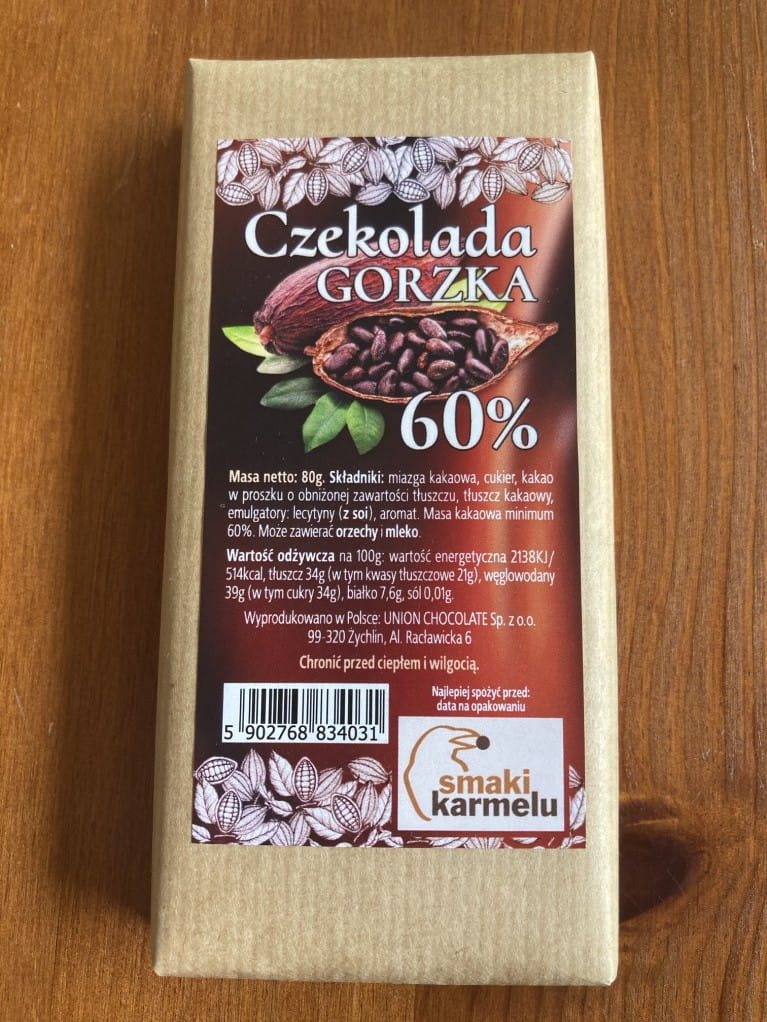 Czekolada
GORZKA
60%
Masa netto: 80g. Składniki: miazga kakaowa, cukier, kakao
w proszku o obniżonej zawartości tłuszczu, tłuszcz kakaowy,
emulgatory: lecytyny (z soi), aromat. Masa kakaowa minimum
60%. Może zawierać orzechy i mleko.
Wartość odżywcza na 100g: wartość energetyczna 2138KJ/
514kcal, tłuszcz 34g (w tym kwasy tłuszczowe 21g), węglowodany
39g (w tym cukry 34g), białko 7,6g, sól 0,01g.
Wyprodukowano w Polsce: UNION CHOCOLATE Sp. z o.o.
99-320 Żychlin, Al. Racławicka 6
Chronić przed ciepłem i wilgocią.
5 902768 834031
Najlepiej spożyć przed:
data na opakowaniu
smaki
karmelu